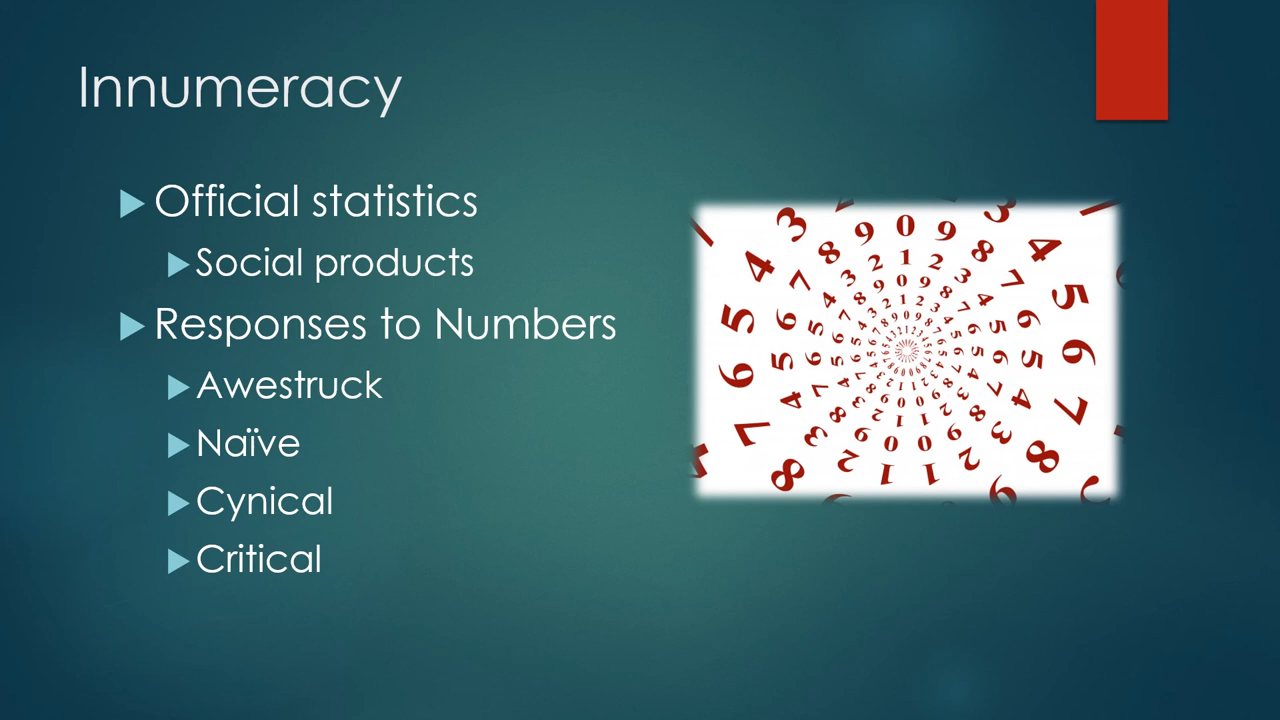 Innumeracy
Official statistics
Social products
Responses to Numbers
Awestruck
Naïve
Cynical
Critical